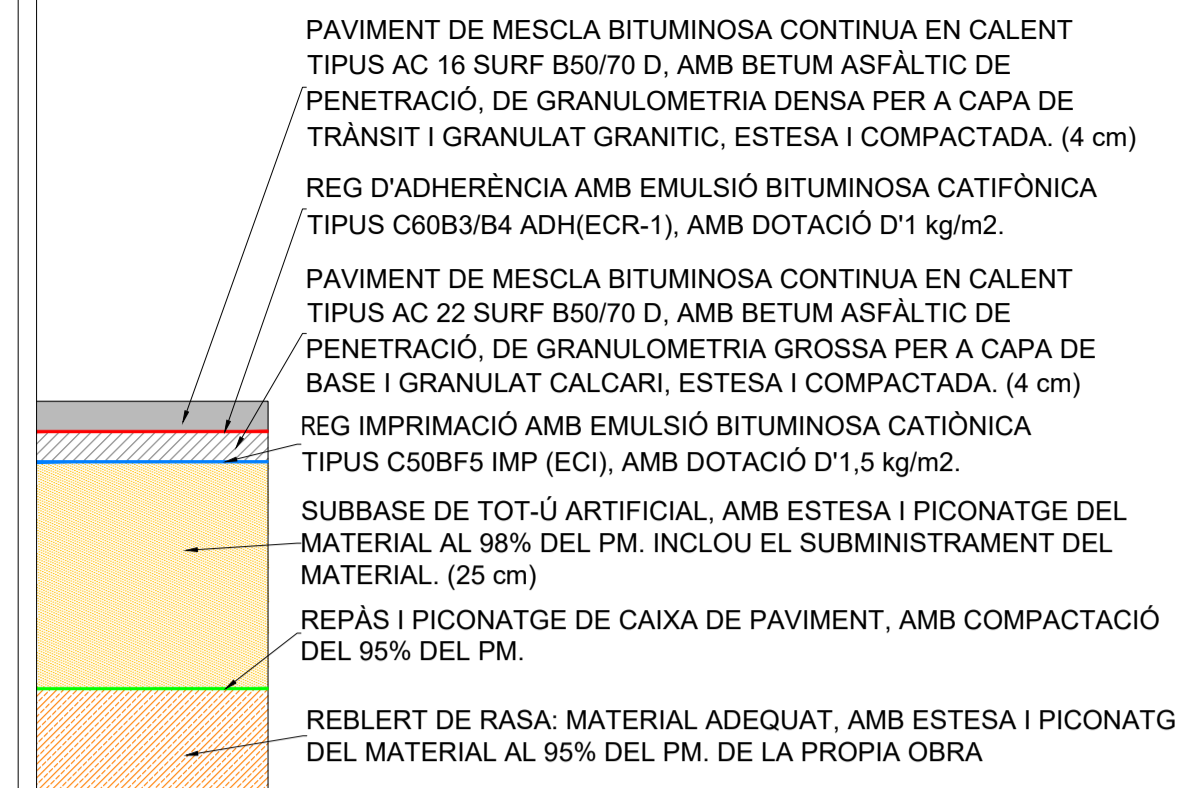 PAVIMENT DE MESCLA BITUMINOSA CONTINUA EN CALENT
TIPUS AC 16 SURF B50/70 D, AMB BETUM ASFÀLTIC DE
PENETRACIÓ, DE GRANULOMETRIA DENSA PER A CAPA DE
TRÀNSIT I GRANULAT GRANITIC, ESTESA I COMPACTADA. (4 cm)
REG D'ADHERÈNCIA AMB EMULSIÓ BITUMINOSA CATIFÒNICA
TIPUS C60B3/B4 ADH(ECR-1), AMB DOTACIÓ D'1 kg/m2.
PAVIMENT DE MESCLA BITUMINOSA CONTINUA EN CALENT
TIPUS AC 22 SURF B50/70 D, AMB BETUM ASFÀLTIC DE
PENETRACIÓ, DE GRANULOMETRIA GROSSA PER A CAPA DE
BASE I GRANULAT CALCARI, ESTESA I COMPACTADA. (4 cm)
REG IMPRIMACIÓ AMB EMULSIÓ BITUMINOSA CATIÒNICA
TIPUS C50BF5 IMP (ECI), AMB DOTACIÓ D'1,5 kg/m2.
SUBBASE DE TOT-Ú ARTIFICIAL, AMB ESTESA I PICONATGE DEL
MATERIAL AL 98% DEL PM. INCLOU EL SUBMINISTRAMENT DEL
MATERIAL. (25 cm)
REPÀS I PICONATGE DE CAIXA DE PAVIMENT, AMB COMPACTACIÓ
DEL 95% DEL PM.
REBLERT DE RASA: MATERIAL ADEQUAT, AMB ESTESA I PICONATG
DEL MATERIAL AL 95% DEL PM. DE LA PROPIA OBRA